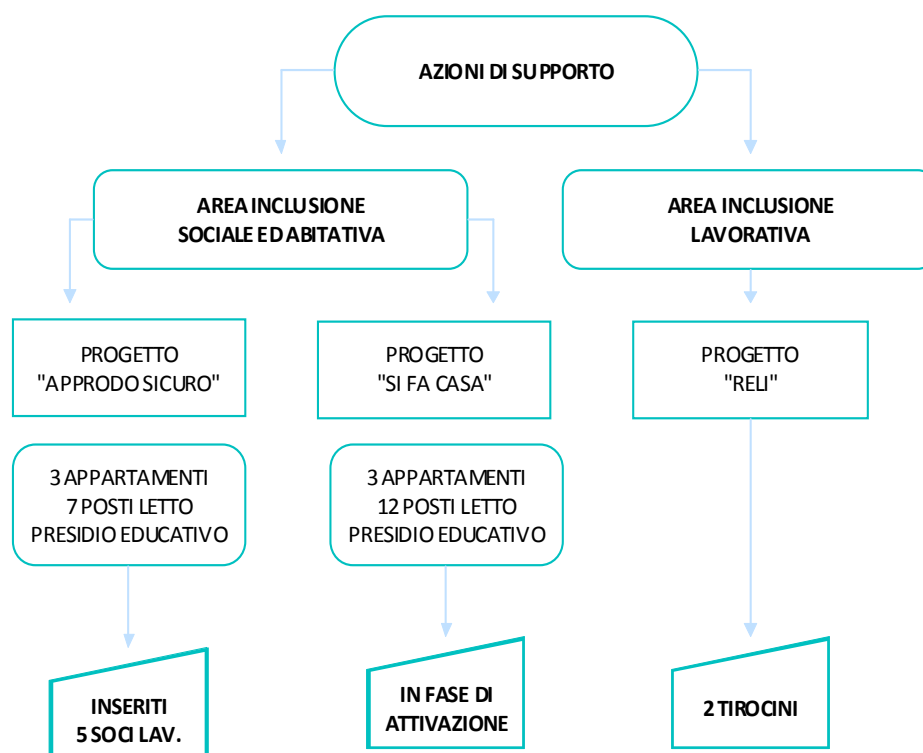 AZIONI DI SUPPORTO
AREA INCLUSIONE
SOCIALE ED ABITATIVA
AREA INCLUSIONE
LAVORATIVA
PROGETTO
"APPRODO SICURO"
PROGETTO
"SI FA CASA"
PROGETTO
"RELI"
3 APPARTAMENTI
7 POSTI LETTO
PRESIDIO EDUCATIVO
3 APPARTAMENTI
12 POSTI LETTO
PRESIDIO EDUCATIVO
INSERITI
5 SOCI LAV.
IN FASE DI
ATTIVAZIONE
2 TIROCINI